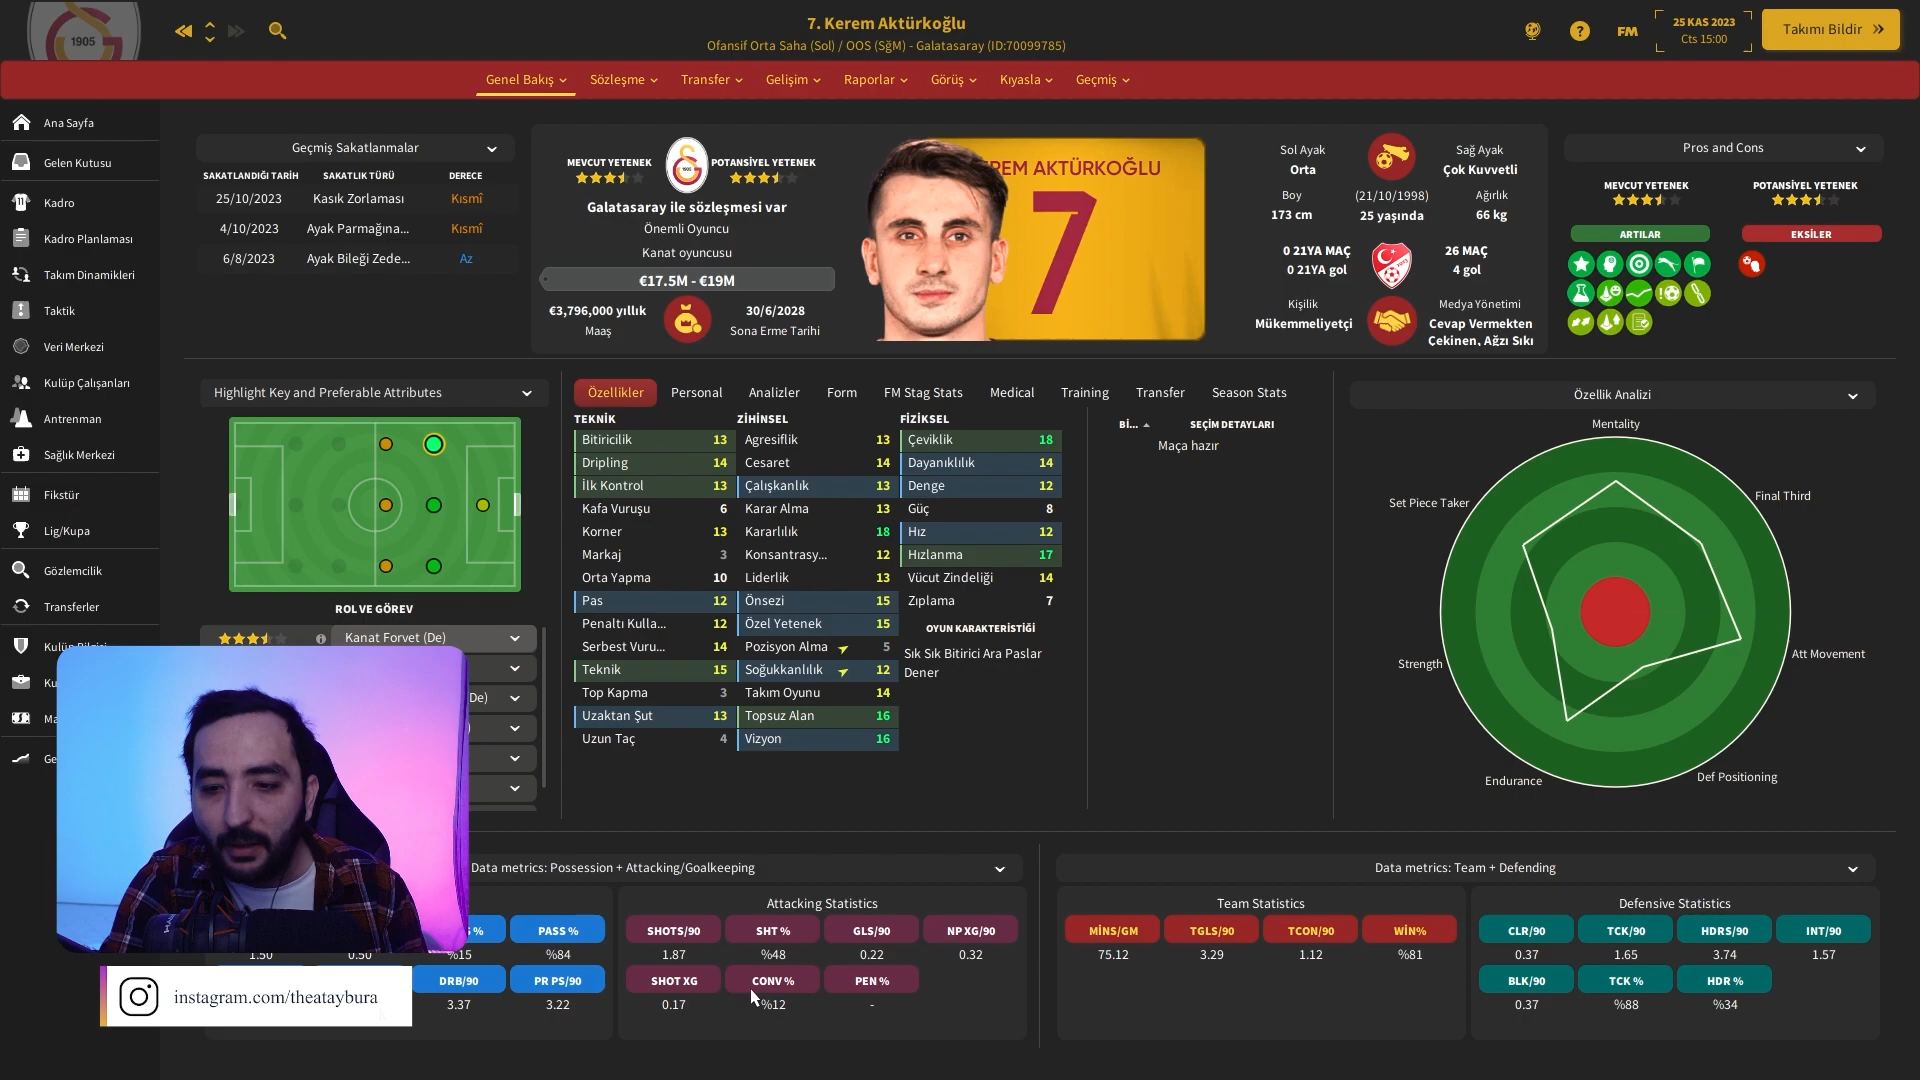 1905
7. Kerem Aktürkoğlu
Ofansif Orta Saha (Sol) / OOS (SğM) - Galatasaray (ID:70099785)
?
FM
25 KAS 2023
Cts 15:00
Takımı Bildir
Genel Bakış
Sözleşme
Transfer
Gelişim
Raporlar
Görüş
Kıyasla
Geçmiş
Ana Sayfa
Gelen Kutusu
Kadro
Kadro Planlaması
Takım Dinamikleri
Taktik
Veri Merkezi
Kulüp Çalışanları
Antrenman
Sağlık Merkezi
Fikstür
Lig/Kupa
Gözlemcilik
Transferler
Kulüp Bilgisi
Ku
Ma
Ge
Geçmiş Sakatlanmalar
SAKATLANDIĞI TARİH SAKATLIK TÜRÜ DERECE
25/10/2023 Kasık Zorlaması Kısmî
4/10/2023 Ayak Parmağına... Kısmî
6/8/2023 Ayak Bileği Zede... Az
MEVCUT YETENEK
POTANSİYEL YETENEK
Galatasaray ile sözleşmesi var
Önemli Oyuncu
Kanat oyuncusu
€17.5M - €19M
€3,796,000 yıllık
Maaş
30/6/2028
Sona Erme Tarihi
EREM AKTÜRKOĞLU
7
Sol Ayak
Orta
Sağ Ayak
Çok Kuvvetli
Boy
173 cm
(21/10/1998)
25 yaşında
Ağırlık
66 kg
0 21YA MAÇ
0 21YA gol
26 MAÇ
4 gol
Kişilik
Mükemmeliyetçi
Medya Yönetimi
Cevap Vermekten
Çekinen, Ağzı Sıkı
Pros and Cons
MEVCUT YETENEK
POTANSİYEL YETENEK
ARTILAR
EKSİLER
Highlight Key and Preferable Attributes
ROL VE GÖREV
Kanat Forvet (De)
De)
)
Özellikler
Personal
Analizler
Form
FM Stag Stats
Medical
Training
Transfer
Season Stats
TEKNİK
Bitiricilik 13
Dripling 14
İlk Kontrol 13
Kafa Vuruşu 6
Korner 13
Markaj 3
Orta Yapma 10
Pas 12
Penaltı Kulla... 12
Serbest Vuru... 14
Teknik 15
Top Kapma 3
Uzaktan Şut 13
Uzun Taç 4
ZİHİNSEL
Agresiflik 13
Cesaret 14
Çalışkanlık 13
Karar Alma 13
Kararlılık 18
Konsantrasy... 12
Liderlik 13
Önsezi 15
Özel Yetenek 15
Pozisyon Alma 5
Soğukkanlılık 12
Takım Oyunu 14
Topsuz Alan 16
Vizyon 16
FİZİKSEL
Çeviklik 18
Dayanıklılık 14
Denge 12
Güç 8
Hız 12
Hızlanma 17
Vücut Zindeliği 14
Zıplama 7
OYUN KARAKTERİSTİĞİ
Sık Sık Bitirici Ara Paslar
Dener
Bİ...
SEÇİM DETAYLARI
Maça hazır
Özellik Analizi
Mentality
Final Third
Att Movement
Def Positioning
Endurance
Strength
Set Piece Taker
Data metrics: Possession + Attacking/Goalkeeping
S % PASS %
1.50 0.50 %15 %84
DRB/90 PR PS/90
3.37 3.22
Attacking Statistics
SHOTS/90 SHT % GLS/90 NP XG/90
1.87 %48 0.22 0.32
SHOT XG CONV % PEN %
0.17 %12 -
Data metrics: Team + Defending
Team Statistics
MİNS/GM TGLS/90 TCON/90 WİN%
75.12 3.29 1.12 %81
Defensive Statistics
CLR/90 TCK/90 HDRS/90 INT/90
0.37 1.65 3.74 1.57
BLK/90 TCK % HDR %
0.37 %88 %34
instagram.com/theataybura